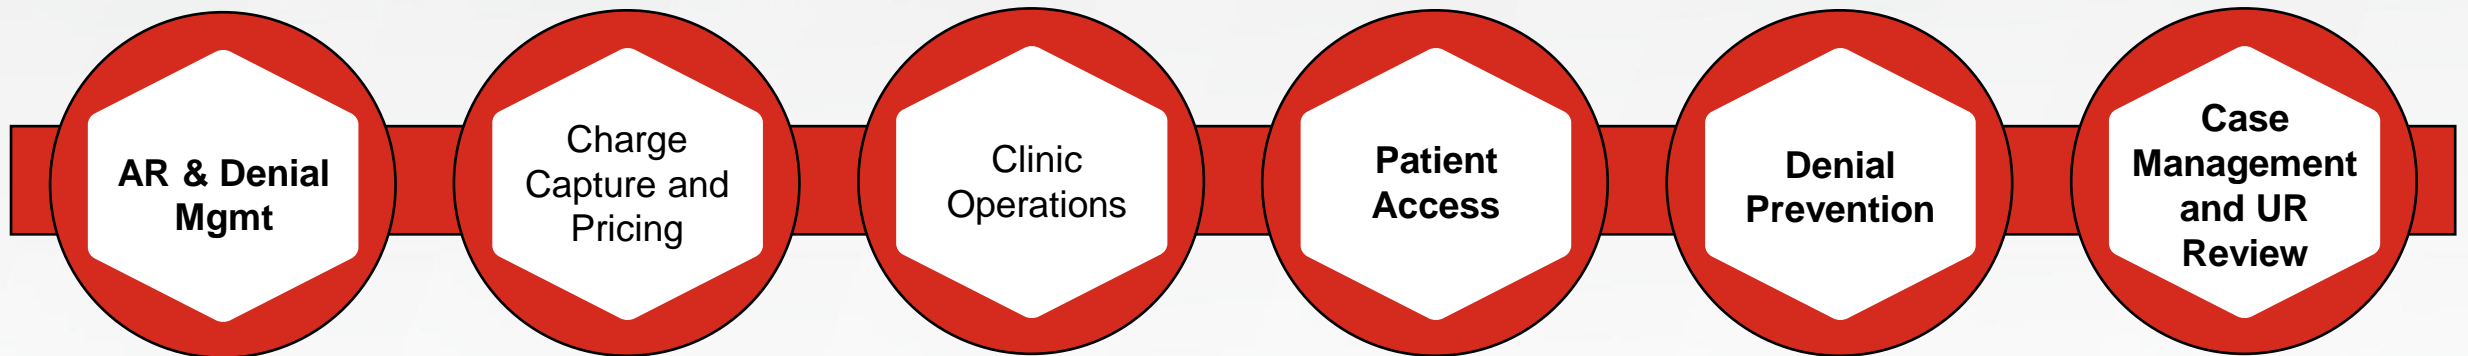 AR & Denial
Mgmt
Charge
Capture and
Pricing
Clinic
Operations
Patient
Access
Denial
Prevention
Case
Management
and UR
Review